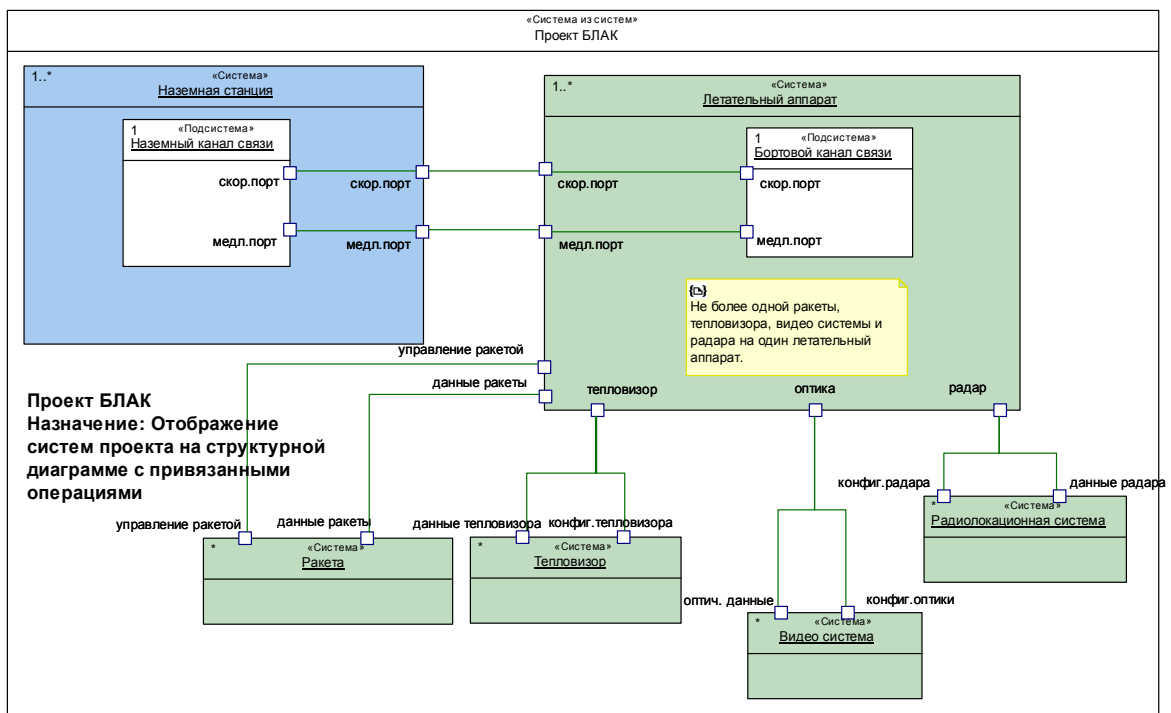 «Система из систем»
Проект БЛАК
1..*
«Система»
Наземная станция
1
«Подсистема»
Наземный канал связи
скор.порт
медл.порт
скор.порт
медл.порт
1..*
«Система»
Летательный аппарат
1
«Подсистема»
Бортовой канал связи
скор.порт
медл.порт
скор.порт
медл.порт
Не более одной ракеты,
тепловизора, видео системы и
радара на один летательный
аппарат.
управление ракетой
данные ракеты
тепловизор
оптика
радар
Проект БЛАК
Назначение: Отображение
систем проекта на структурной
диаграмме с привязанными
операциями
управление ракетой
данные ракеты
*
«Система»
Ракета
данные тепловизора
конфиг.тепловизора
*
«Система»
Тепловизор
оптич. данные
конфиг.оптики
*
«Система»
Видео система
конфиг.радара
данные радара
*
«Система»
Радиолокационная система